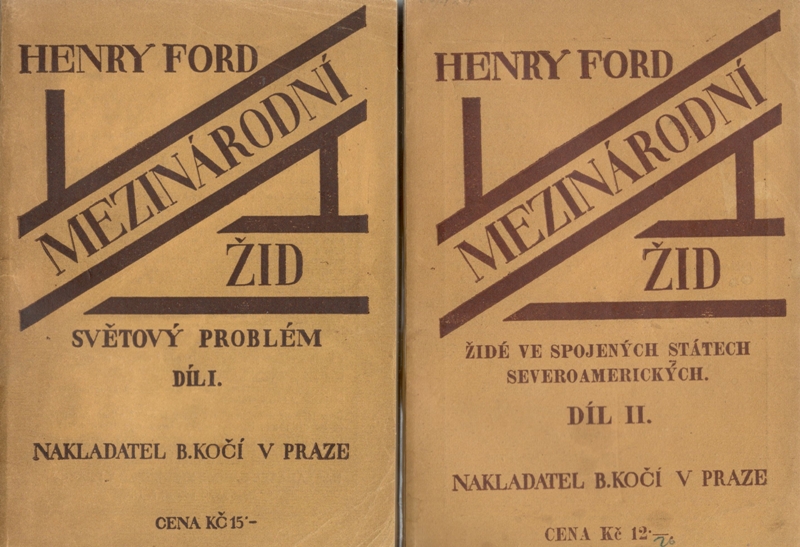 HENRY FORD
MEZINÁRODNÍ
ŽID
SVĚTOVÝ PROBLÉM
DÍL I.
NAKLADATEL B. KOČÍ V PRAZE
CENA KČ 15·–
HENRY FORD
MEZINÁRODNÍ
ŽID
ŽIDÉ VE SPOJENÝCH STÁTECH
SEVEROAMERICKÝCH.
DÍL II.
NAKLADATEL B. KOČÍ V PRAZE
CENA Kč 12·–